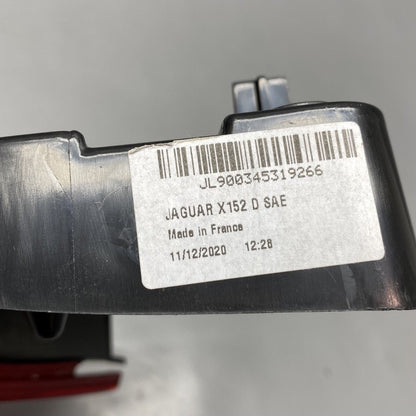 JL900345319266
JAGUAR X152 D SAE
Made in France
11/12/2020 12:28